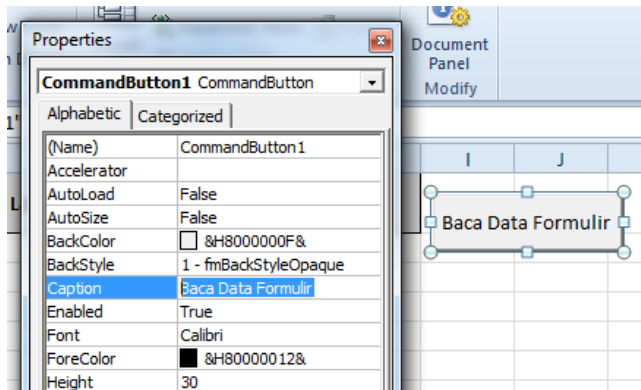 Properties
CommandButton1 CommandButton
Alphabetic Categorized
(Name) CommandButton1
Accelerator
AutoLoad False
AutoSize False
BackColor &H8000000F&
BackStyle 1 - fmBackStyleOpaque
Caption Baca Data Formulir
Enabled True
Font Calibri
ForeColor &H80000012&
Height 30
Document
Panel
Modify
I J
Baca Data Formulir